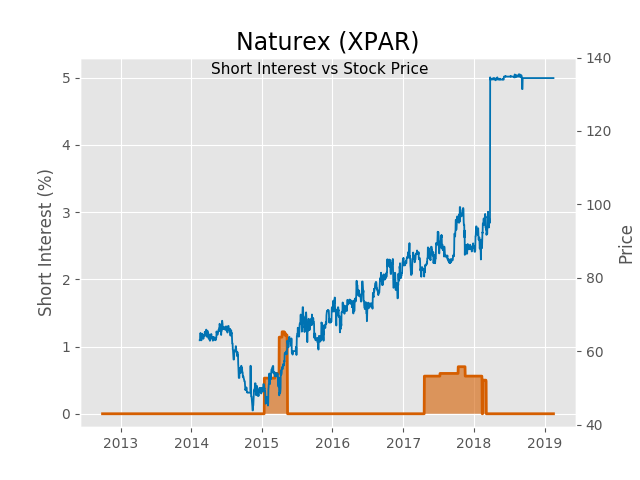 Naturex (XPAR)
Short Interest vs Stock Price
Short Interest (%)
5
4
3
2
1
0
140
120
100
80
60
40
Price
2013 2014 2015 2016 2017 2018 2019